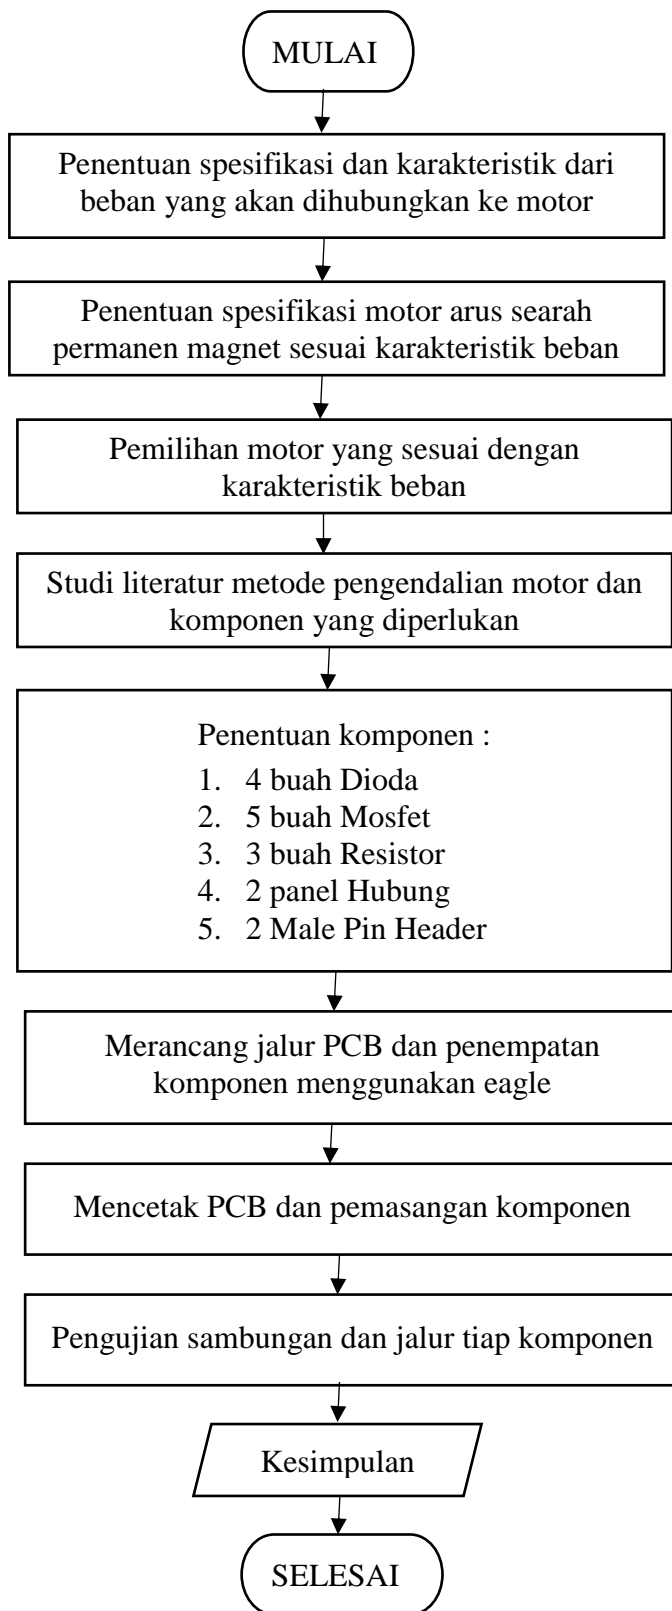 MULAI
Penentuan spesifikasi dan karakteristik dari
beban yang akan dihubungkan ke motor
Penentuan spesifikasi motor arus searah
permanen magnet sesuai karakteristik beban
Pemilihan motor yang sesuai dengan
karakteristik beban
Studi literatur metode pengendalian motor dan
komponen yang diperlukan
Penentuan komponen :
1. 4 buah Dioda
2. 5 buah Mosfet
3. 3 buah Resistor
4. 2 panel Hubung
5. 2 Male Pin Header
Merancang jalur PCB dan penempatan
komponen menggunakan eagle
Mencetak PCB dan pemasangan komponen
Pengujian sambungan dan jalur tiap komponen
Kesimpulan
SELESAI